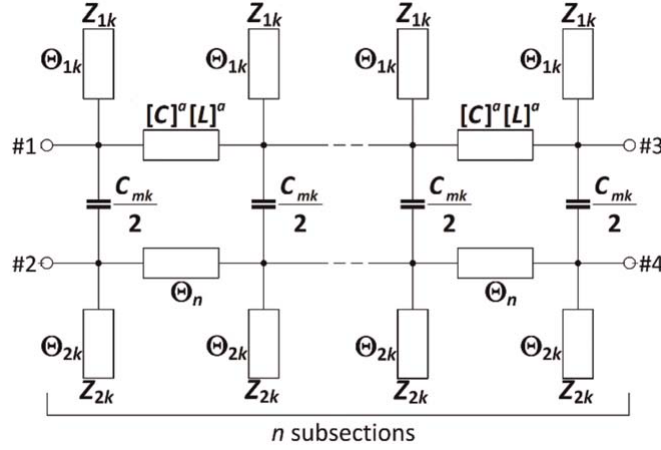 Z1k Z1k Z1k Z1k
Θ1k Θ1k Θ1k Θ1k
[C]ᵃ[L]ᵃ [C]ᵃ[L]ᵃ
#1 #3
Cmk Cmk Cmk Cmk
2 2 2 2
#2 #4
Θn Θn
Θ2k Θ2k Θ2k Θ2k
Z2k Z2k Z2k Z2k
n subsections